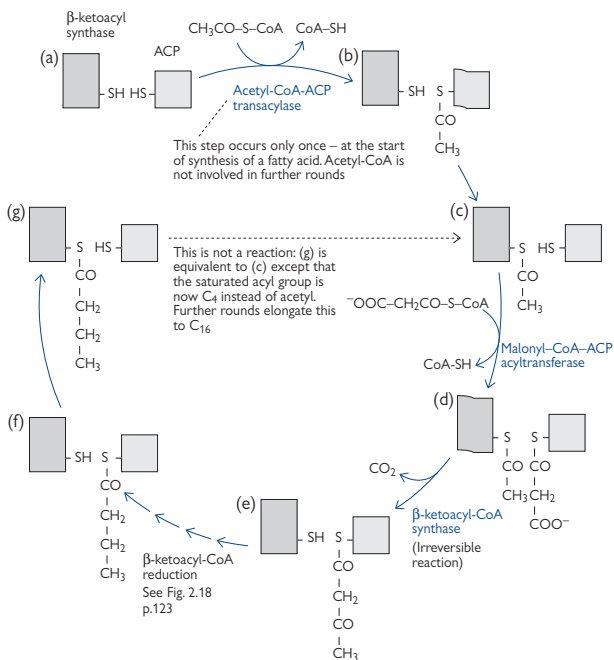 β-ketoacyl
synthase
ACP
CH₃CO–S–CoA CoA–SH
(a)
SH HS
Acetyl-CoA-ACP
transacylase
(b)
SH S
CO
CH₃
This step occurs only once – at the start
of synthesis of a fatty acid. Acetyl-CoA is
not involved in further rounds
(g)
S HS
CO
CH₂
CH₂
CH₃
This is not a reaction: (g) is
equivalent to (c) except that
the saturated acyl group is
now C₄ instead of acetyl.
Further rounds elongate this
to C₁₆
(c)
S HS
CO
CH₃
⁻OOC–CH₂CO–S–CoA
CoA-SH
Malonyl–CoA–ACP
acyltransferase
(d)
S S
CO CO
CH₃ CH₂
COO⁻
CO₂
β-ketoacyl-CoA
synthase
(Irreversible
reaction)
(e)
SH S
CO
CH₂
CO
CH₃
(f)
SH S
CO
CH₂
CH₂
CH₃
β-ketoacyl-CoA
reduction
See Fig. 2.18
p.123